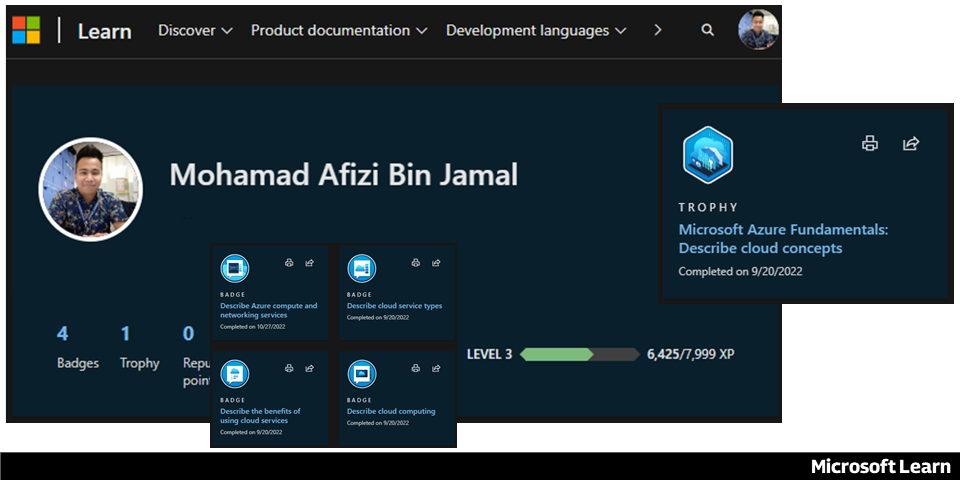 Learn
Discover
Product documentation
Development languages
Mohamad Afizi Bin Jamal
TROPHY
Microsoft Azure Fundamentals:
Describe cloud concepts
Completed on 9/20/2022
4
Badges
1
Trophy
0
Repu
point
BADGE
Describe Azure compute and
networking services
Completed on 10/27/2022
BADGE
Describe cloud service types
Completed on 9/20/2022
BADGE
Describe the benefits of
using cloud services
Completed on 9/20/2022
BADGE
Describe cloud computing
Completed on 9/20/2022
LEVEL 3
6,425/7,999 XP
Microsoft Learn